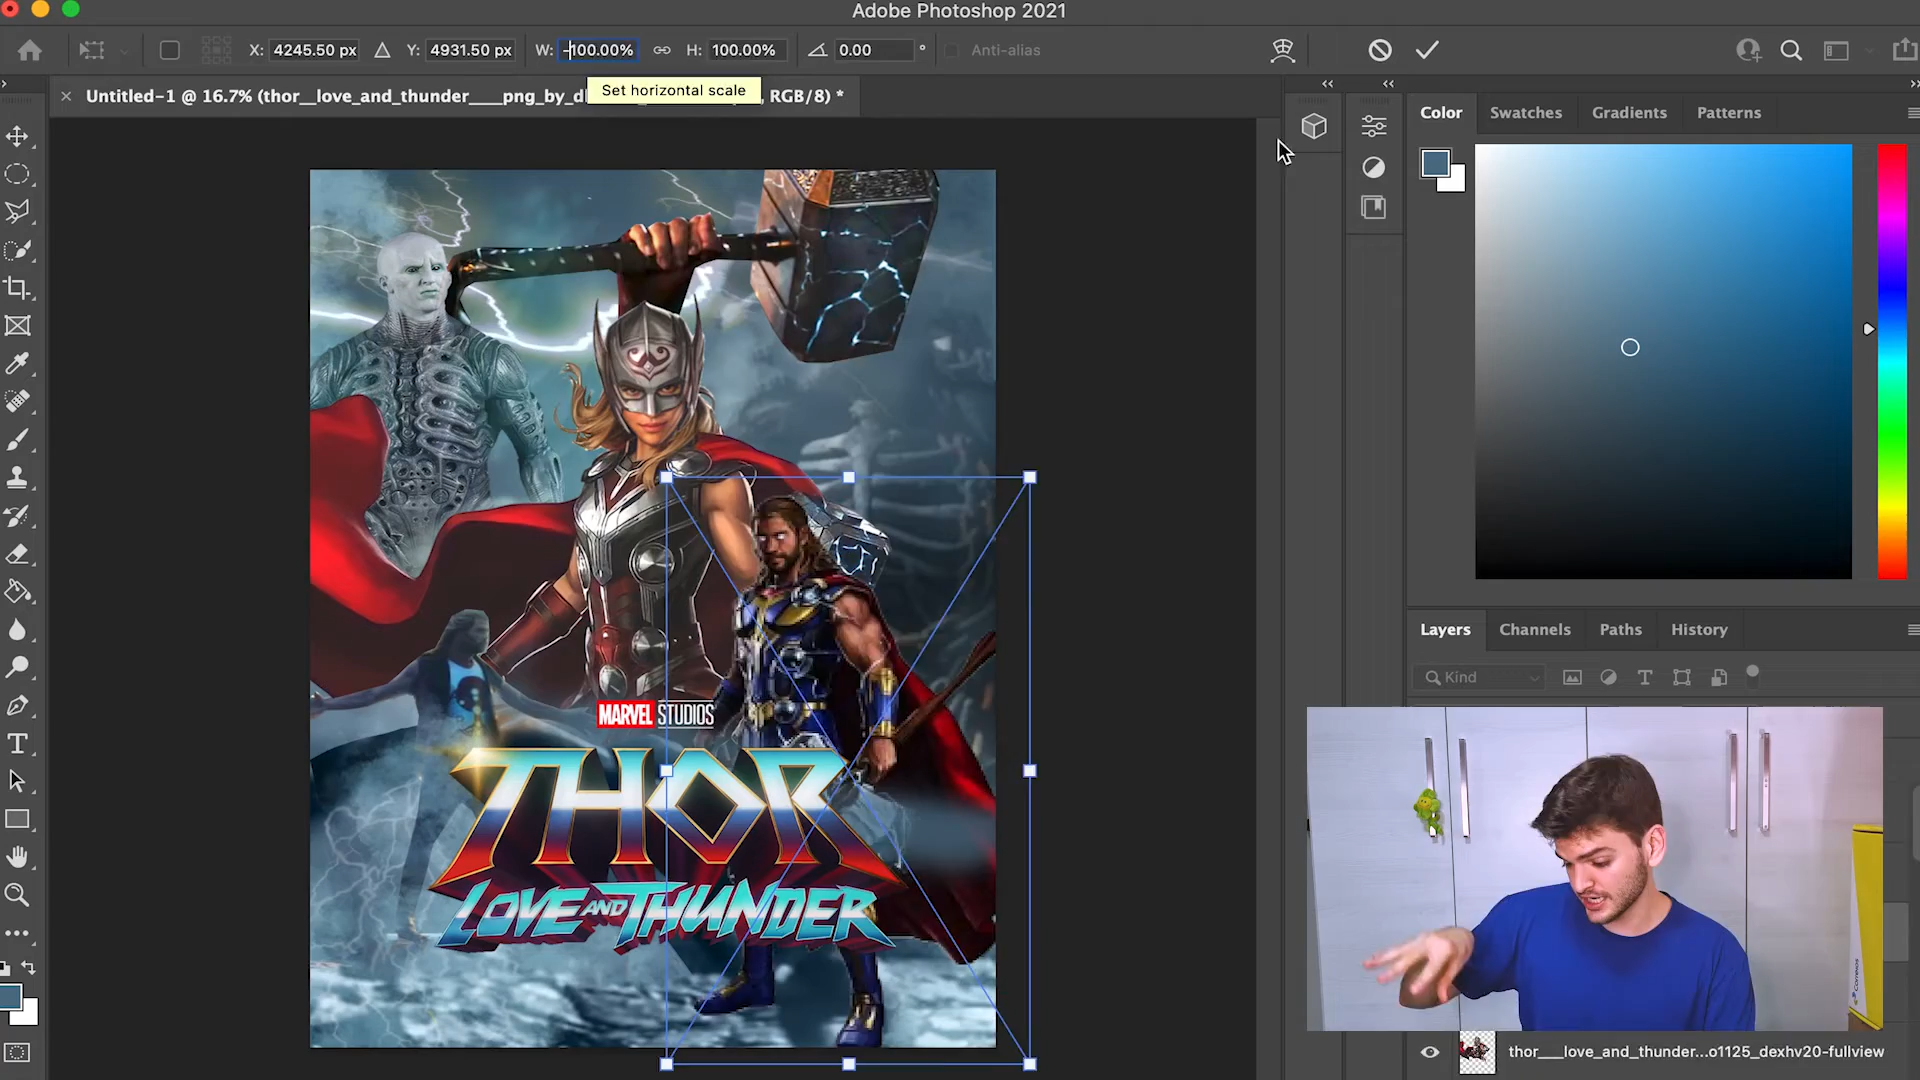 Adobe Photoshop 2021
X: 4245.50 px Y: 4931.50 px W: -100.00% H: 100.00% 0.00 ° Anti-alias
Set horizontal scale
Untitled-1 @ 16.7% (thor__love_and_thunder____png_by_d , RGB/8) *
Color Swatches Gradients Patterns
MARVEL STUDIOS
THOR
LOVE AND THUNDER
Layers Channels Paths History
Kind
Correios
thor___love_and_thunder...o1125_dexhv20-fullview